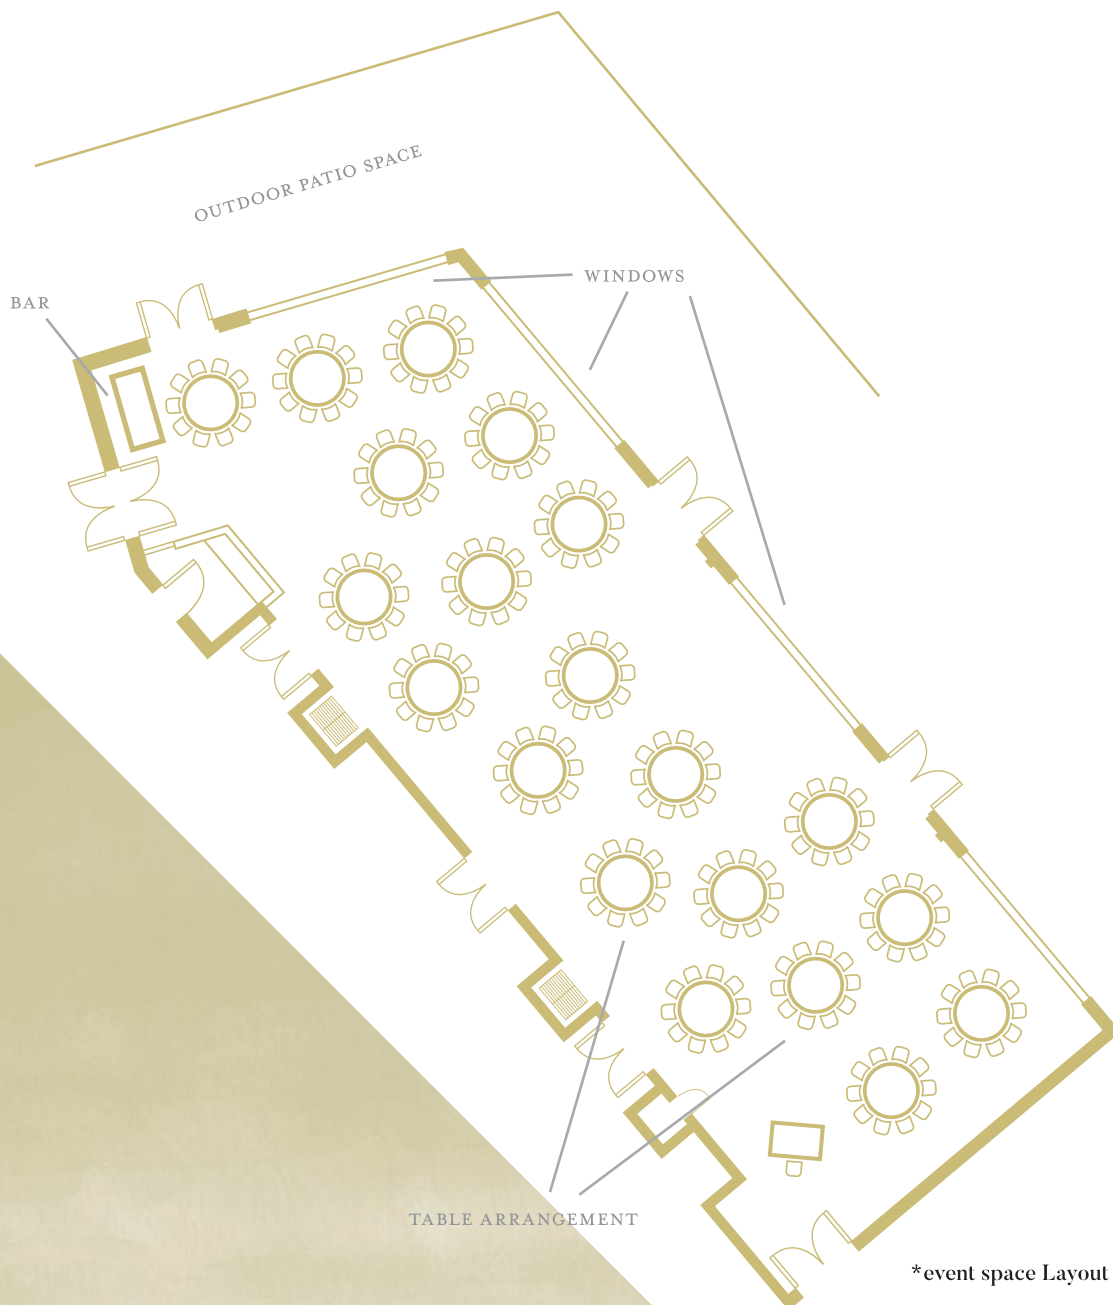 OUTDOOR PATIO SPACE
WINDOWS
BAR
TABLE ARRANGEMENT
*event space Layout